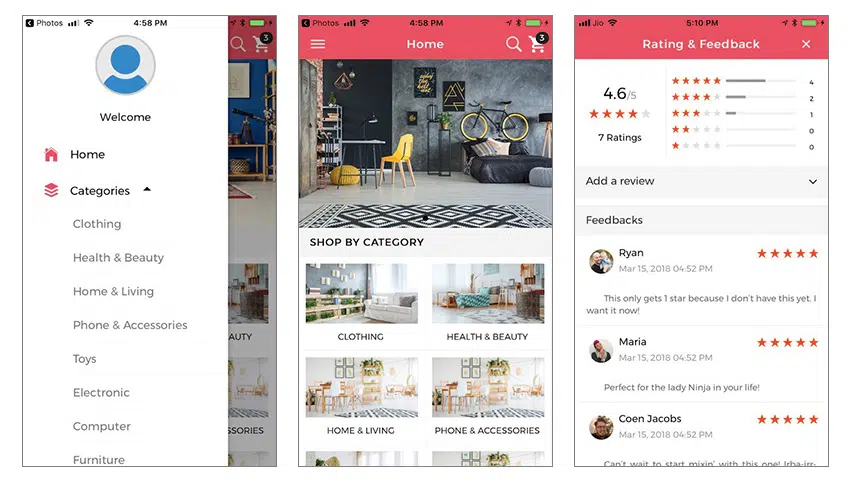 Photos
4:58 PM
3
Welcome
Home
Categories
Clothing
Health & Beauty
Home & Living
Phone & Accessories
Toys
Electronic
Computer
Furniture
AUTY
SSORIES
Photos
4:58 PM
Home
3
SHOP BY CATEGORY
CLOTHING
HEALTH & BEAUTY
HOME & LIVING
PHONE & ACCESSORIES
Jio
5:10 PM
Rating & Feedback
4.6/5
7 Ratings
4
2
1
0
0
Add a review
Feedbacks
Ryan
Mar 15, 2018 04:52 PM
This only gets 1 star because I don't have this yet. I
want it now!
Maria
Mar 15, 2018 04:52 PM
Perfect for the lady Ninja in your life!
Coen Jacobs
Mar 15, 2018 04:52 PM
Can't wait to start mixin' with this one! Irba-irr-